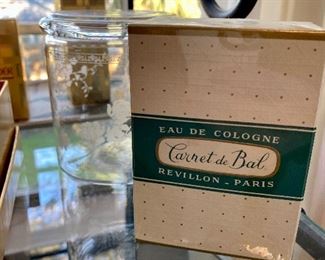 EAU DE COLOGNE
Carnet de Bal
REVILLON - PARIS